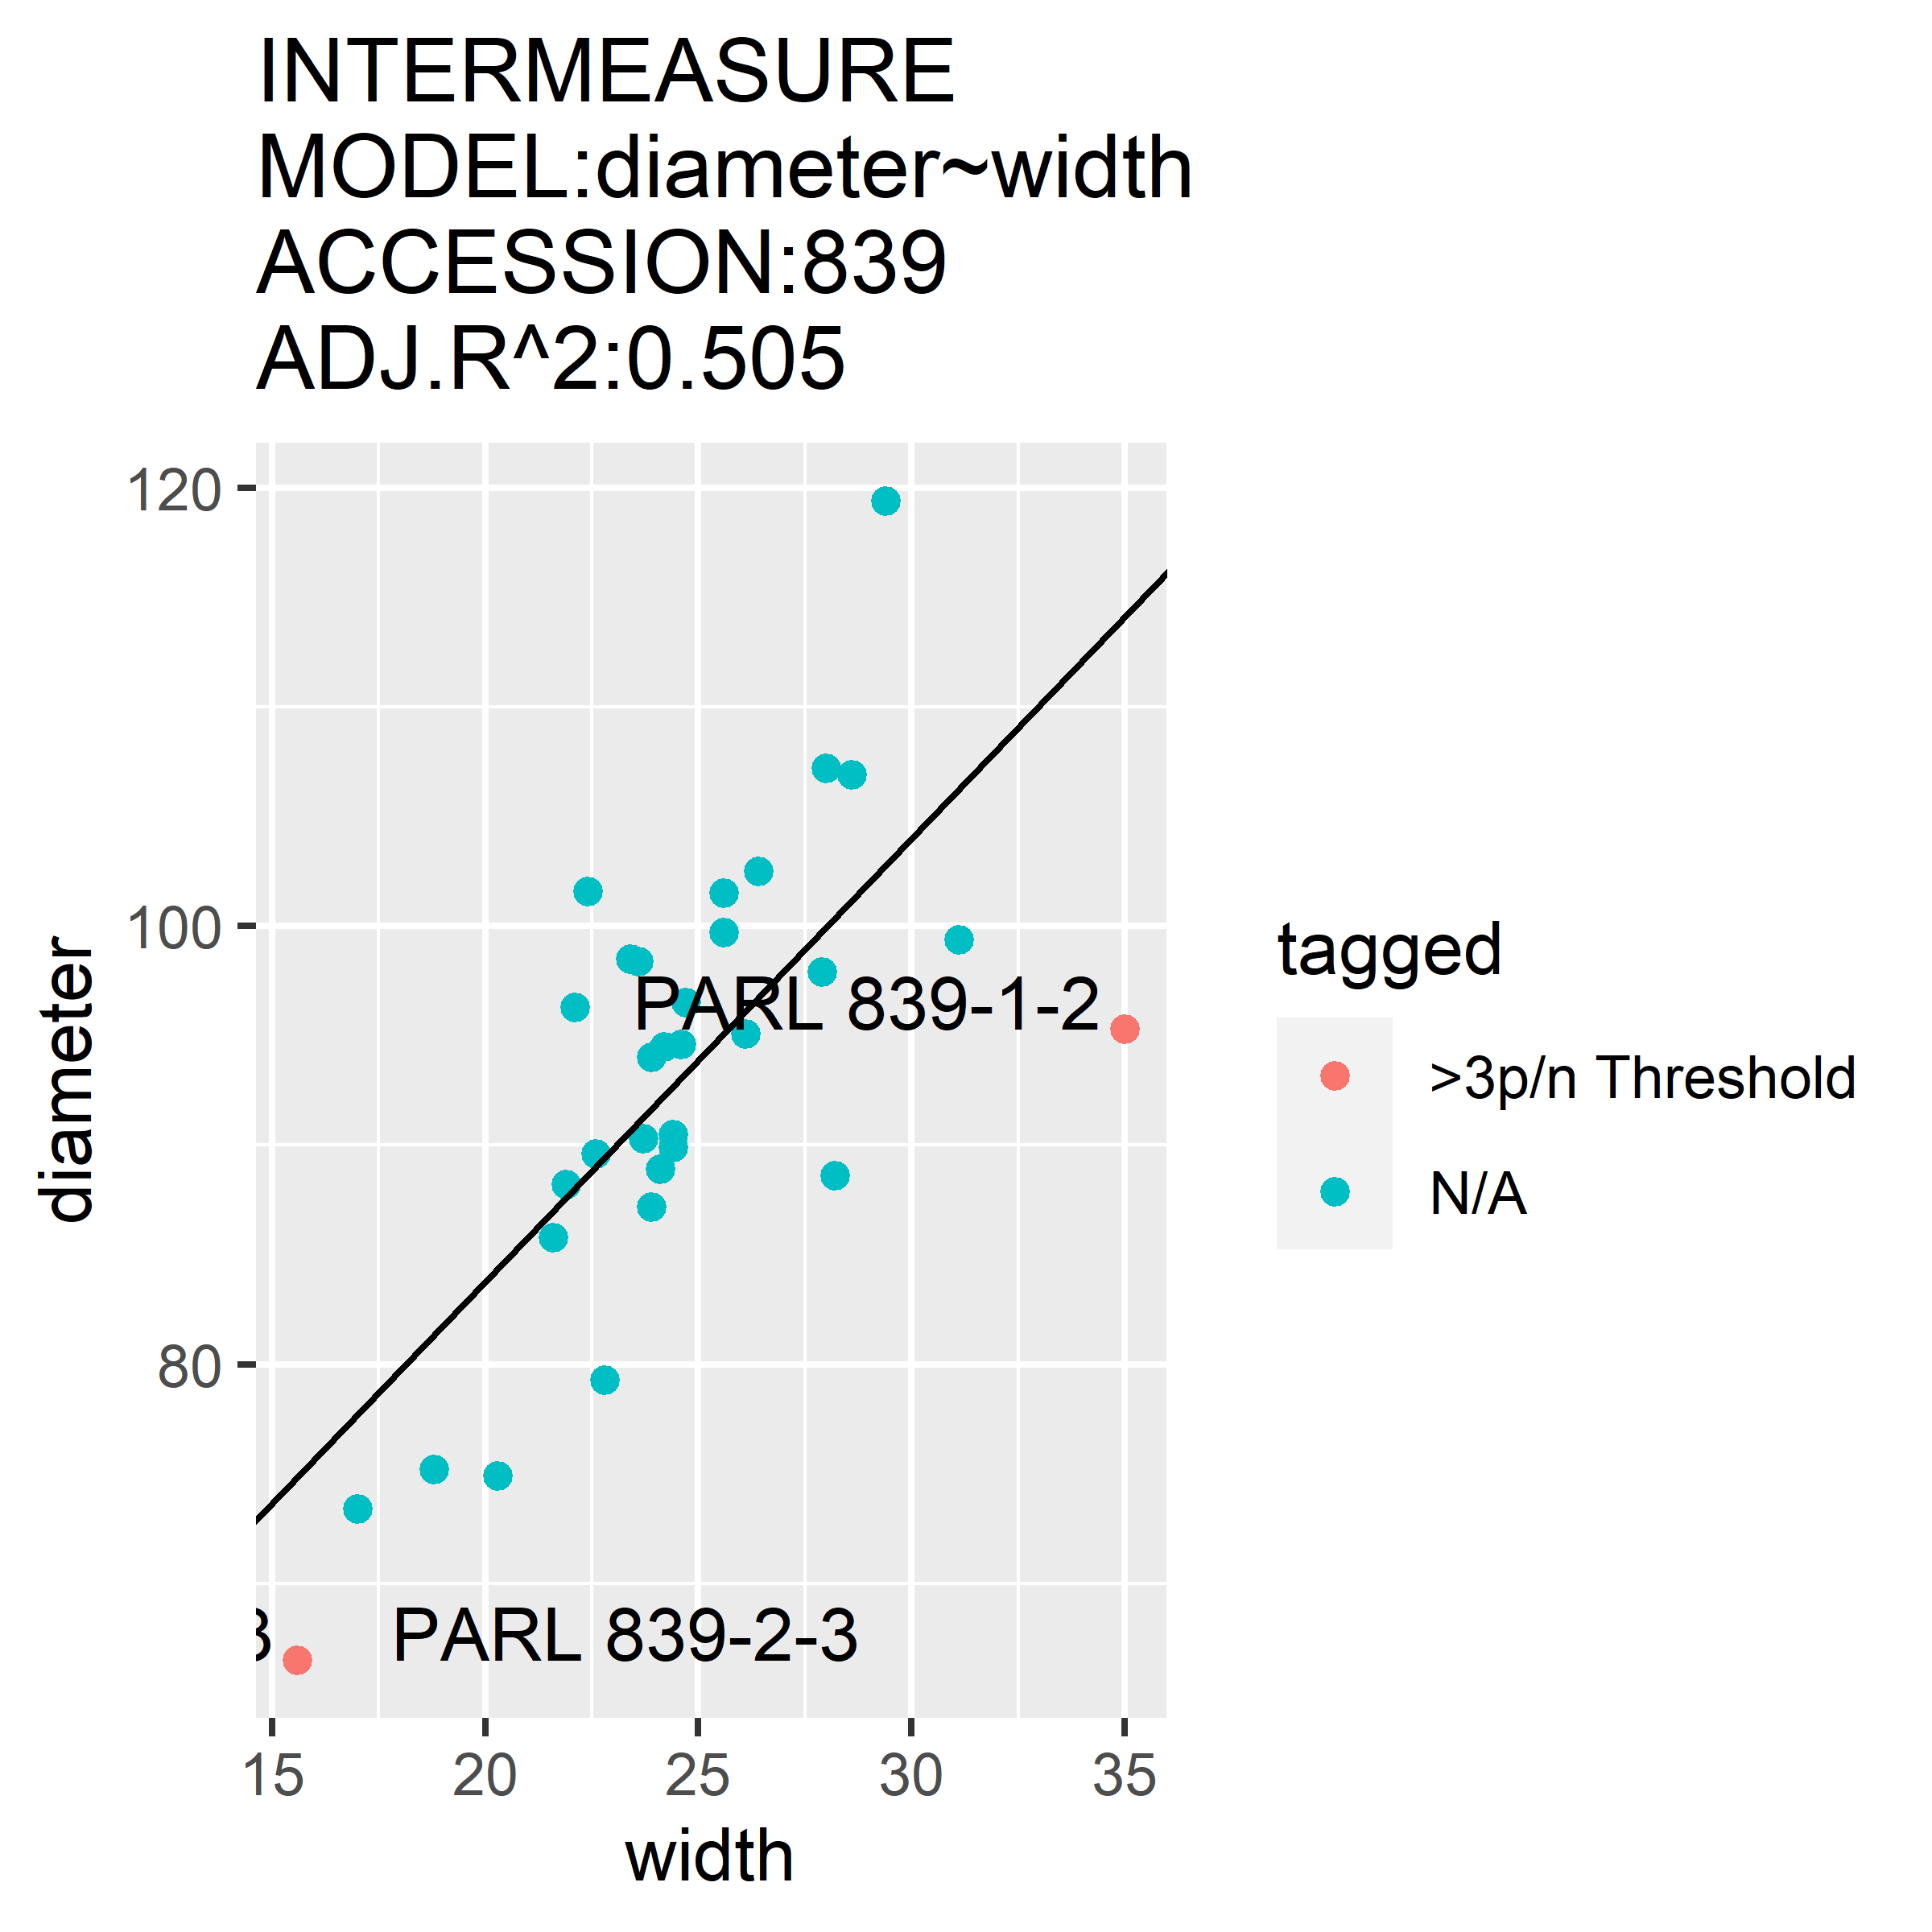 INTERMEASURE
MODEL:diameter~width
ACCESSION:839
ADJ.R^2:0.505
120
100
80
diameter
PARL 839-1-2
3
PARL 839-2-3
15
20
25
30
35
width
tagged
>3p/n Threshold
N/A